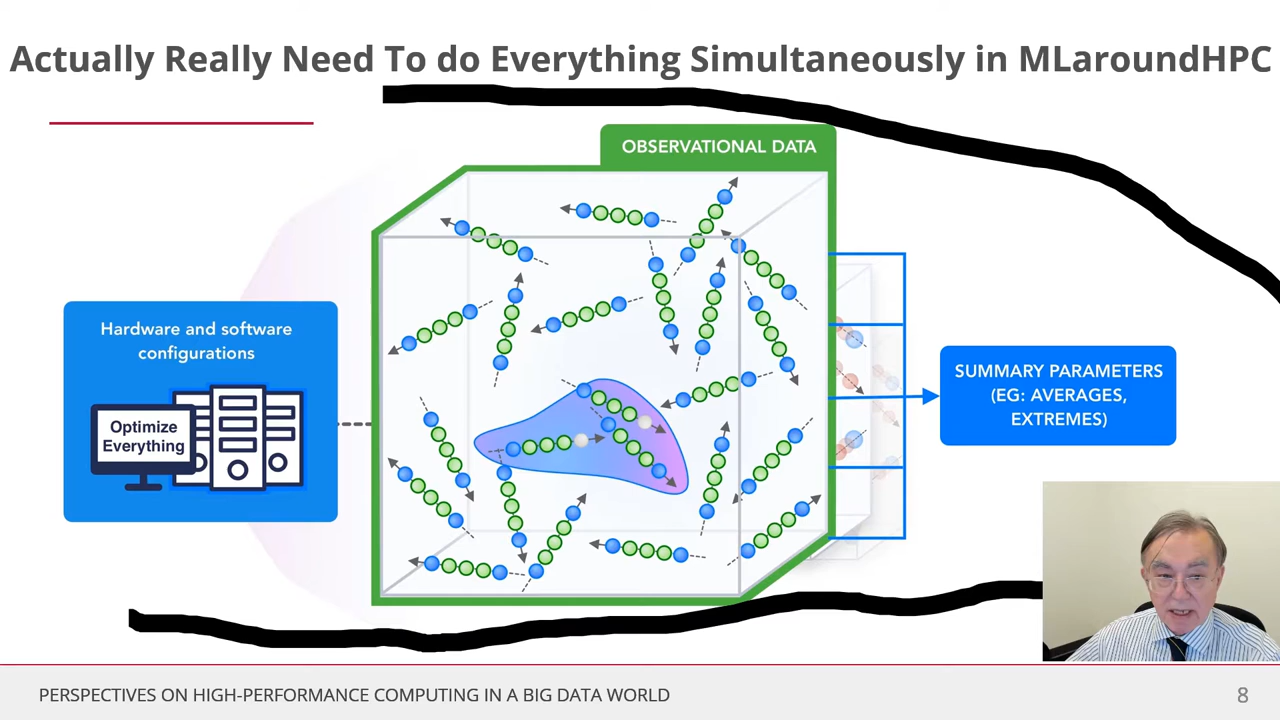 Actually Really Need To do Everything Simultaneously in MLaroundHPC
OBSERVATIONAL DATA
Hardware and software
configurations
Optimize
Everything
SUMMARY PARAMETERS
(EG: AVERAGES,
EXTREMES)
PERSPECTIVES ON HIGH-PERFORMANCE COMPUTING IN A BIG DATA WORLD
8